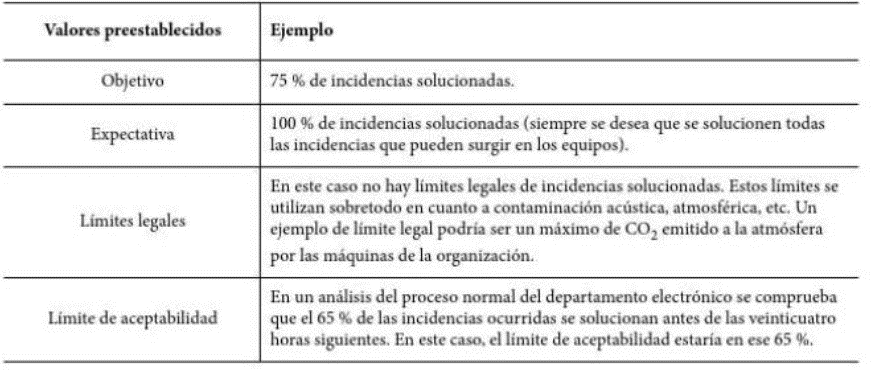 Valores preestablecidos
Ejemplo
Objetivo
75 % de incidencias solucionadas.
Expectativa
100 % de incidencias solucionadas (siempre se desea que se solucionen todas
las incidencias que pueden surgir en los equipos).
Límites legales
En este caso no hay límites legales de incidencias solucionadas. Estos límites se
utilizan sobretodo en cuanto a contaminación acústica, atmosférica, etc. Un
ejemplo de límite legal podría ser un máximo de CO₂ emitido a la atmósfera
por las máquinas de la organización.
Límite de aceptabilidad
En un análisis del proceso normal del departamento electrónico se comprueba
que el 65 % de las incidencias ocurridas se solucionan antes de las veinticuatro
horas siguientes. En este caso, el límite de aceptabilidad estaría en ese 65 %.